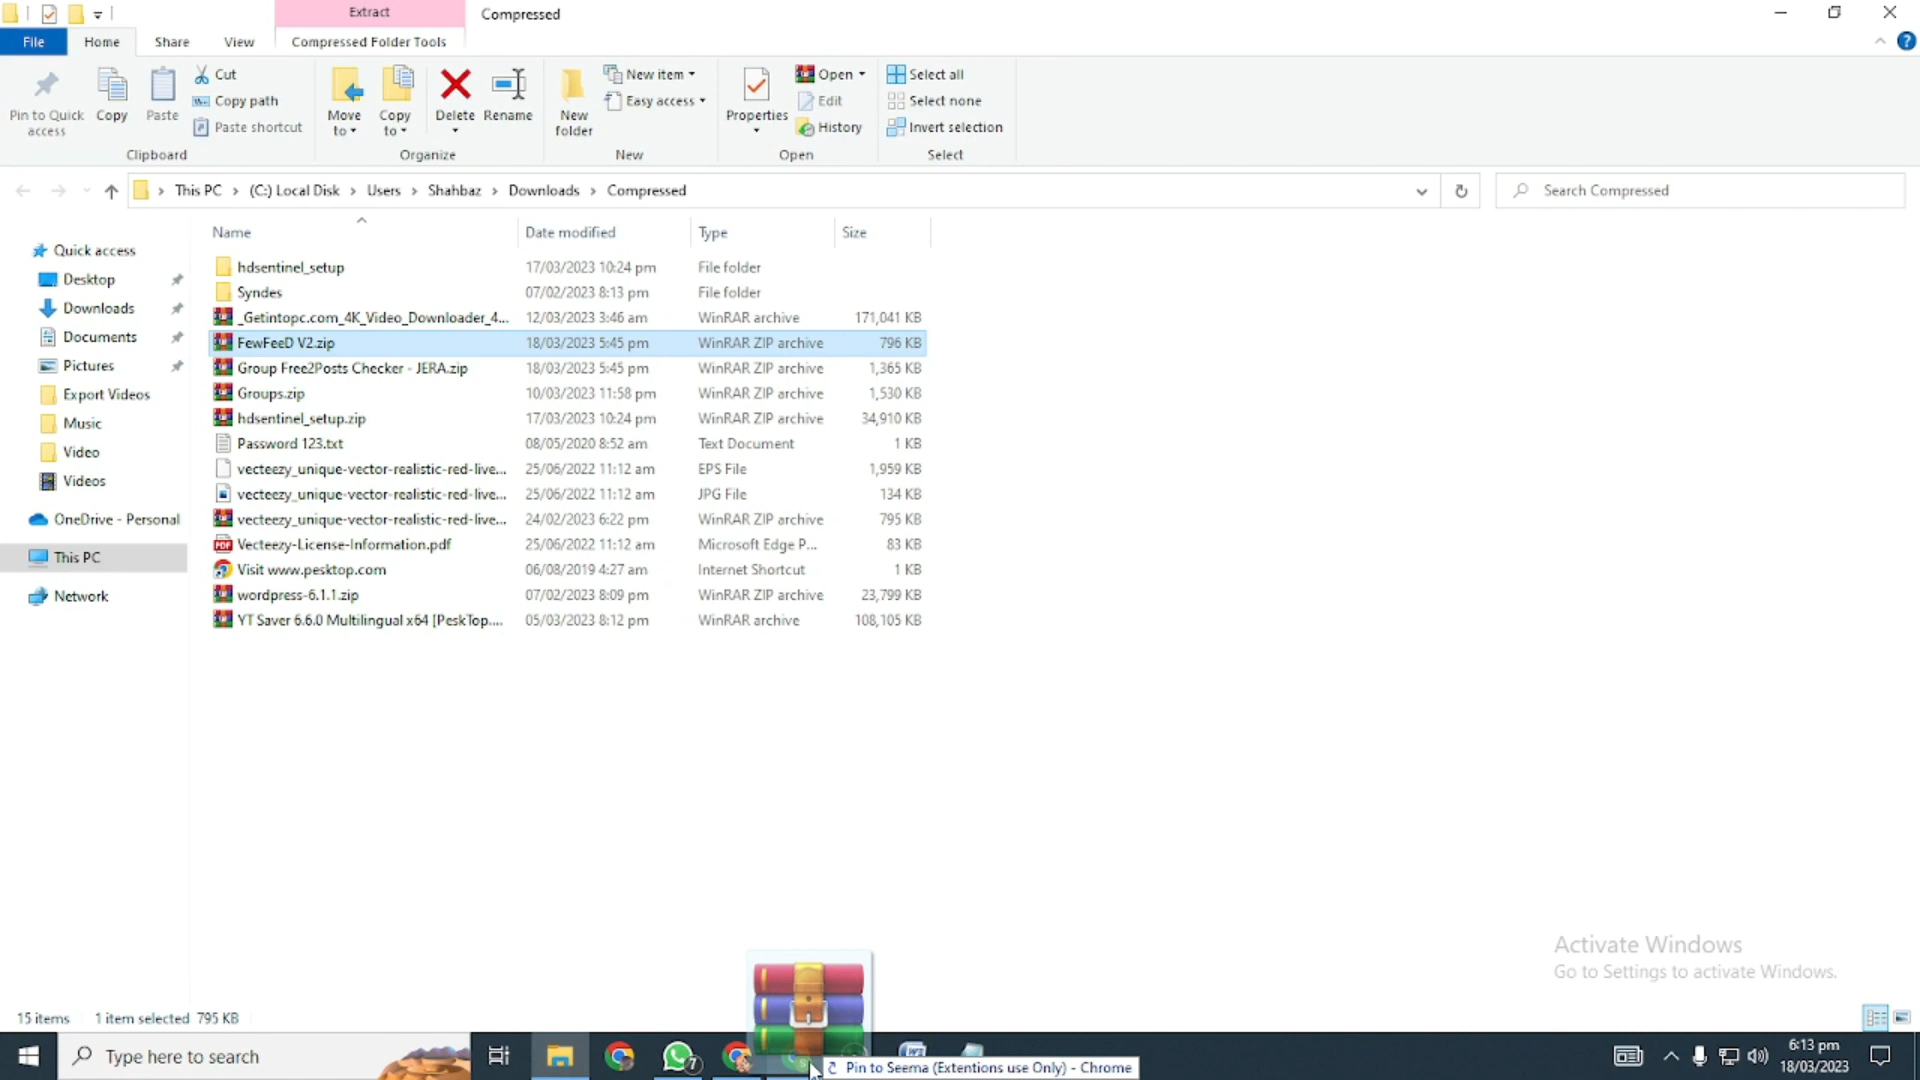 Extract
Compressed
File
Home
Share
View
Compressed Folder Tools
Pin to Quick access
Copy
Paste
Cut
Copy path
Paste shortcut
Clipboard
Move to
Copy to
Delete
Rename
Organize
New folder
New item
Easy access
New
Properties
Open
Edit
History
Open
Select all
Select none
Invert selection
Select
This PC > (C:) Local Disk > Users > Shahbaz > Downloads > Compressed
Search Compressed
Name Date modified Type Size
Quick access
Desktop
Downloads
Documents
Pictures
Export Videos
Music
Video
Videos
OneDrive - Personal
This PC
Network
hdsentinel_setup 17/03/2023 10:24 pm File folder
Syndes 07/02/2023 8:13 pm File folder
_Getintopc.com_4K_Video_Downloader_4... 12/03/2023 3:46 am WinRAR archive 171,041 KB
FewFeeD V2.zip 18/03/2023 5:45 pm WinRAR ZIP archive 796 KB
Group Free2Posts Checker - JERA.zip 18/03/2023 5:45 pm WinRAR ZIP archive 1,365 KB
Groups.zip 10/03/2023 11:58 pm WinRAR ZIP archive 1,530 KB
hdsentinel_setup.zip 17/03/2023 10:24 pm WinRAR ZIP archive 34,910 KB
Password 123.txt 08/05/2020 8:52 am Text Document 1 KB
vecteezy_unique-vector-realistic-red-live... 25/06/2022 11:12 am EPS File 1,959 KB
vecteezy_unique-vector-realistic-red-live... 25/06/2022 11:12 am JPG File 134 KB
vecteezy_unique-vector-realistic-red-live... 24/02/2023 6:22 pm WinRAR ZIP archive 795 KB
Vecteezy-License-Information.pdf 25/06/2022 11:12 am Microsoft Edge P... 83 KB
Visit www.pesktop.com 06/08/2019 4:27 am Internet Shortcut 1 KB
wordpress-6.1.1.zip 07/02/2023 8:09 pm WinRAR ZIP archive 23,799 KB
YT Saver 6.6.0 Multilingual x64 [PeskTop.... 05/03/2023 8:12 pm WinRAR archive 108,105 KB
Activate Windows
Go to Settings to activate Windows.
15 items 1 item selected 795 KB
Type here to search
7
Pin to Seema (Extentions use Only) - Chrome
6:13 pm
18/03/2023